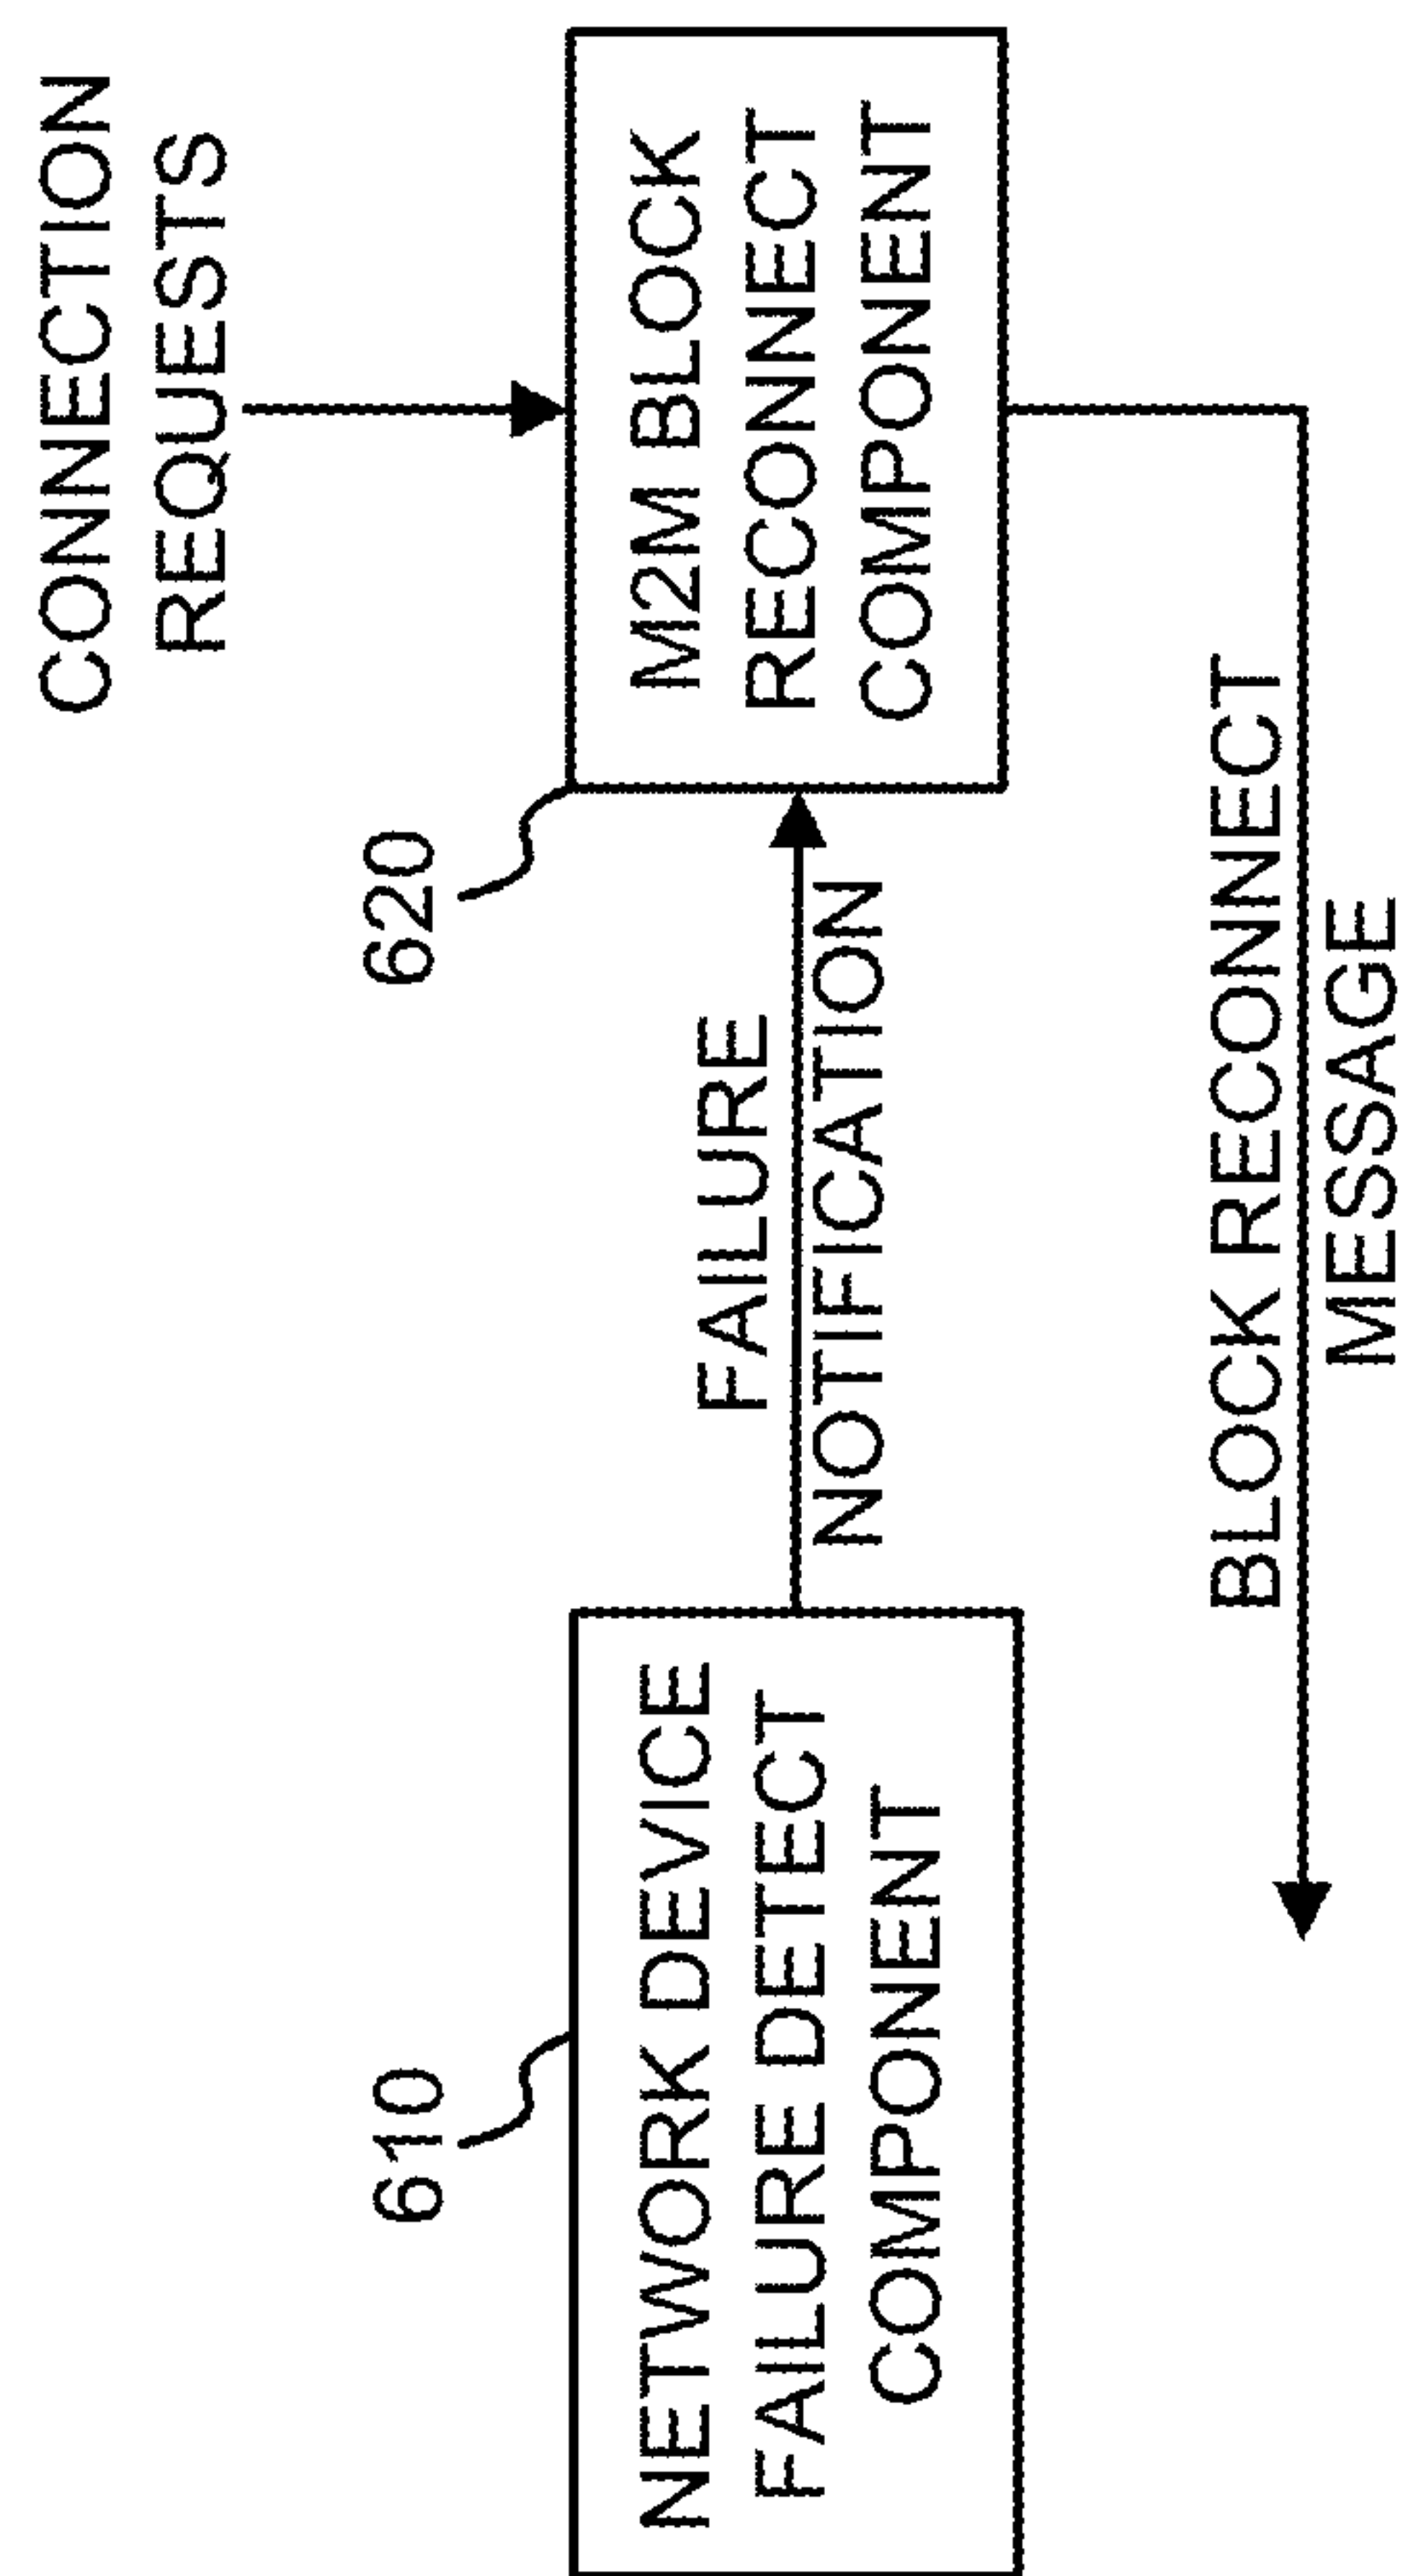 CONNECTION
REQUESTS
610
620
NETWORK DEVICE
FAILURE DETECT
COMPONENT
FAILURE
NOTIFICATION
M2M BLOCK
RECONNECT
COMPONENT
BLOCK RECONNECT
MESSAGE